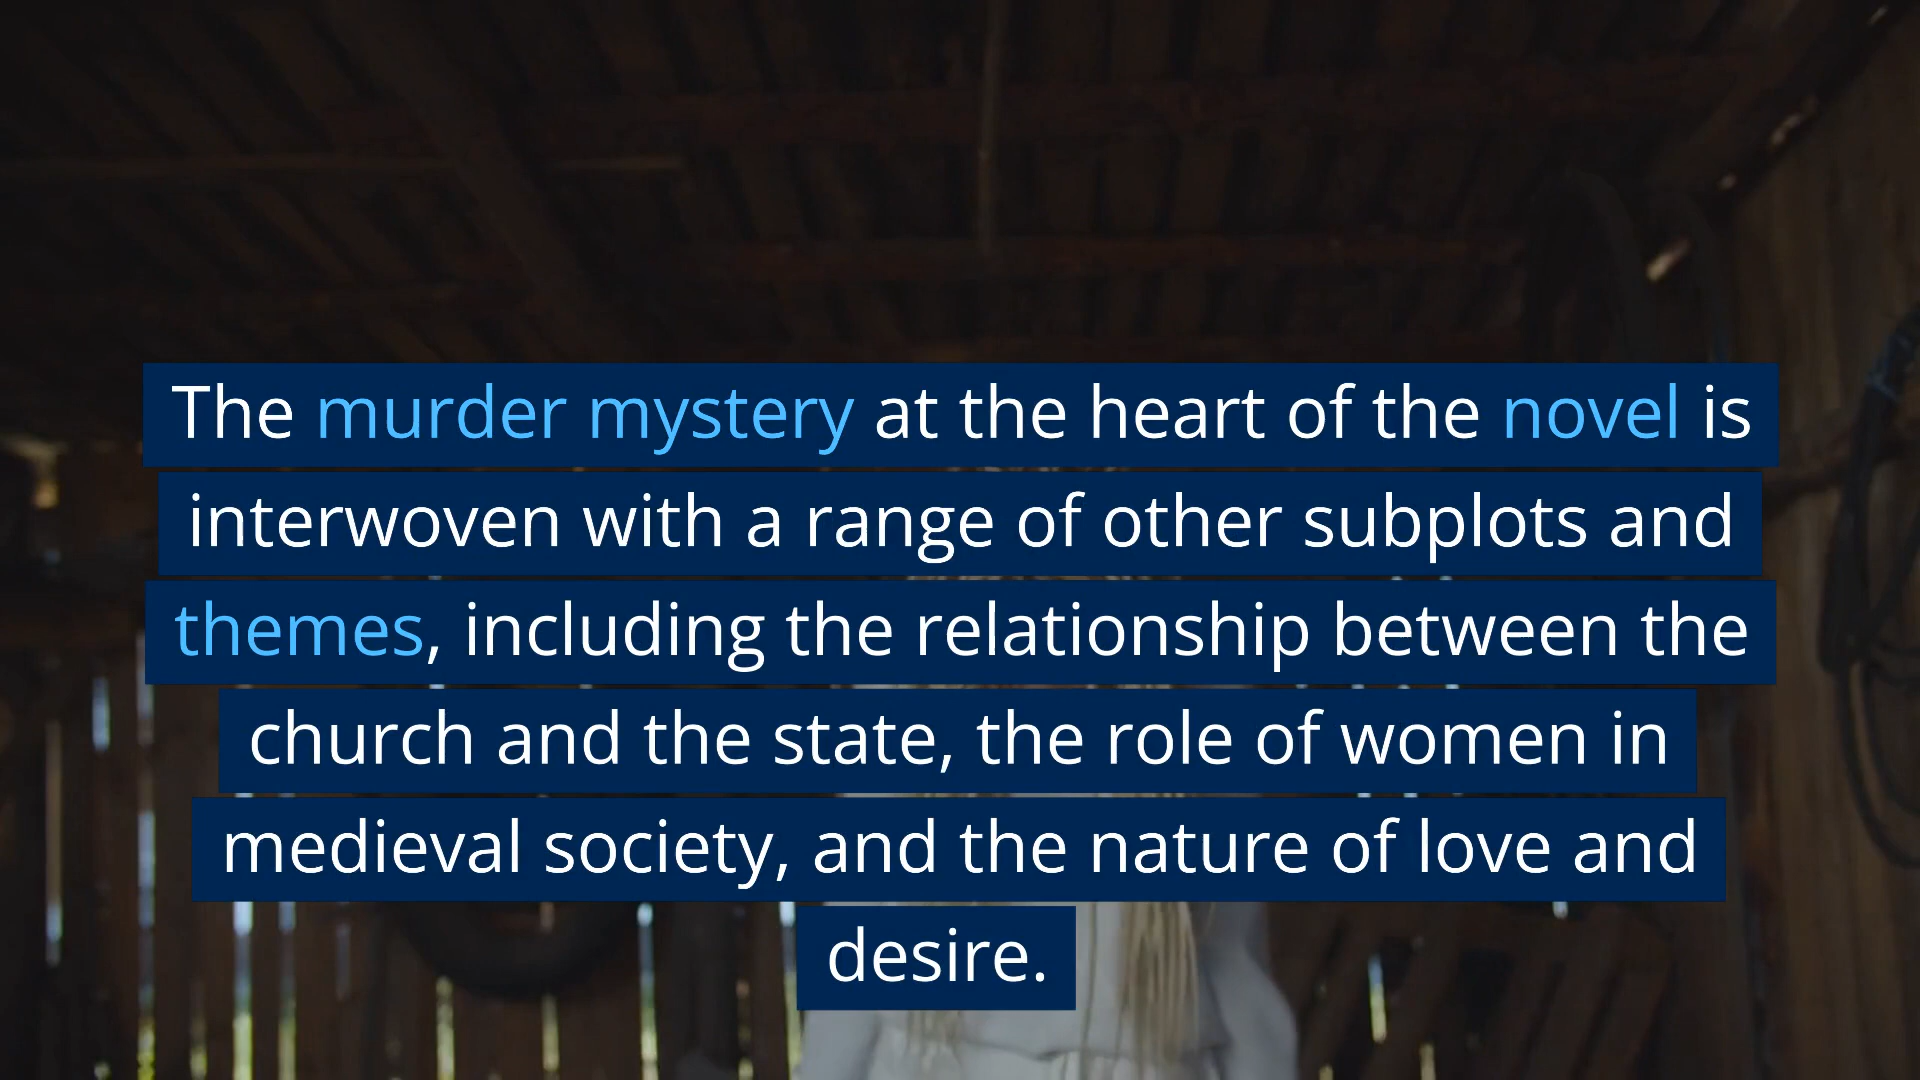 The murder mystery at the heart of the novel is
interwoven with a range of other subplots and
themes, including the relationship between the
church and the state, the role of women in
medieval society, and the nature of love and
desire.